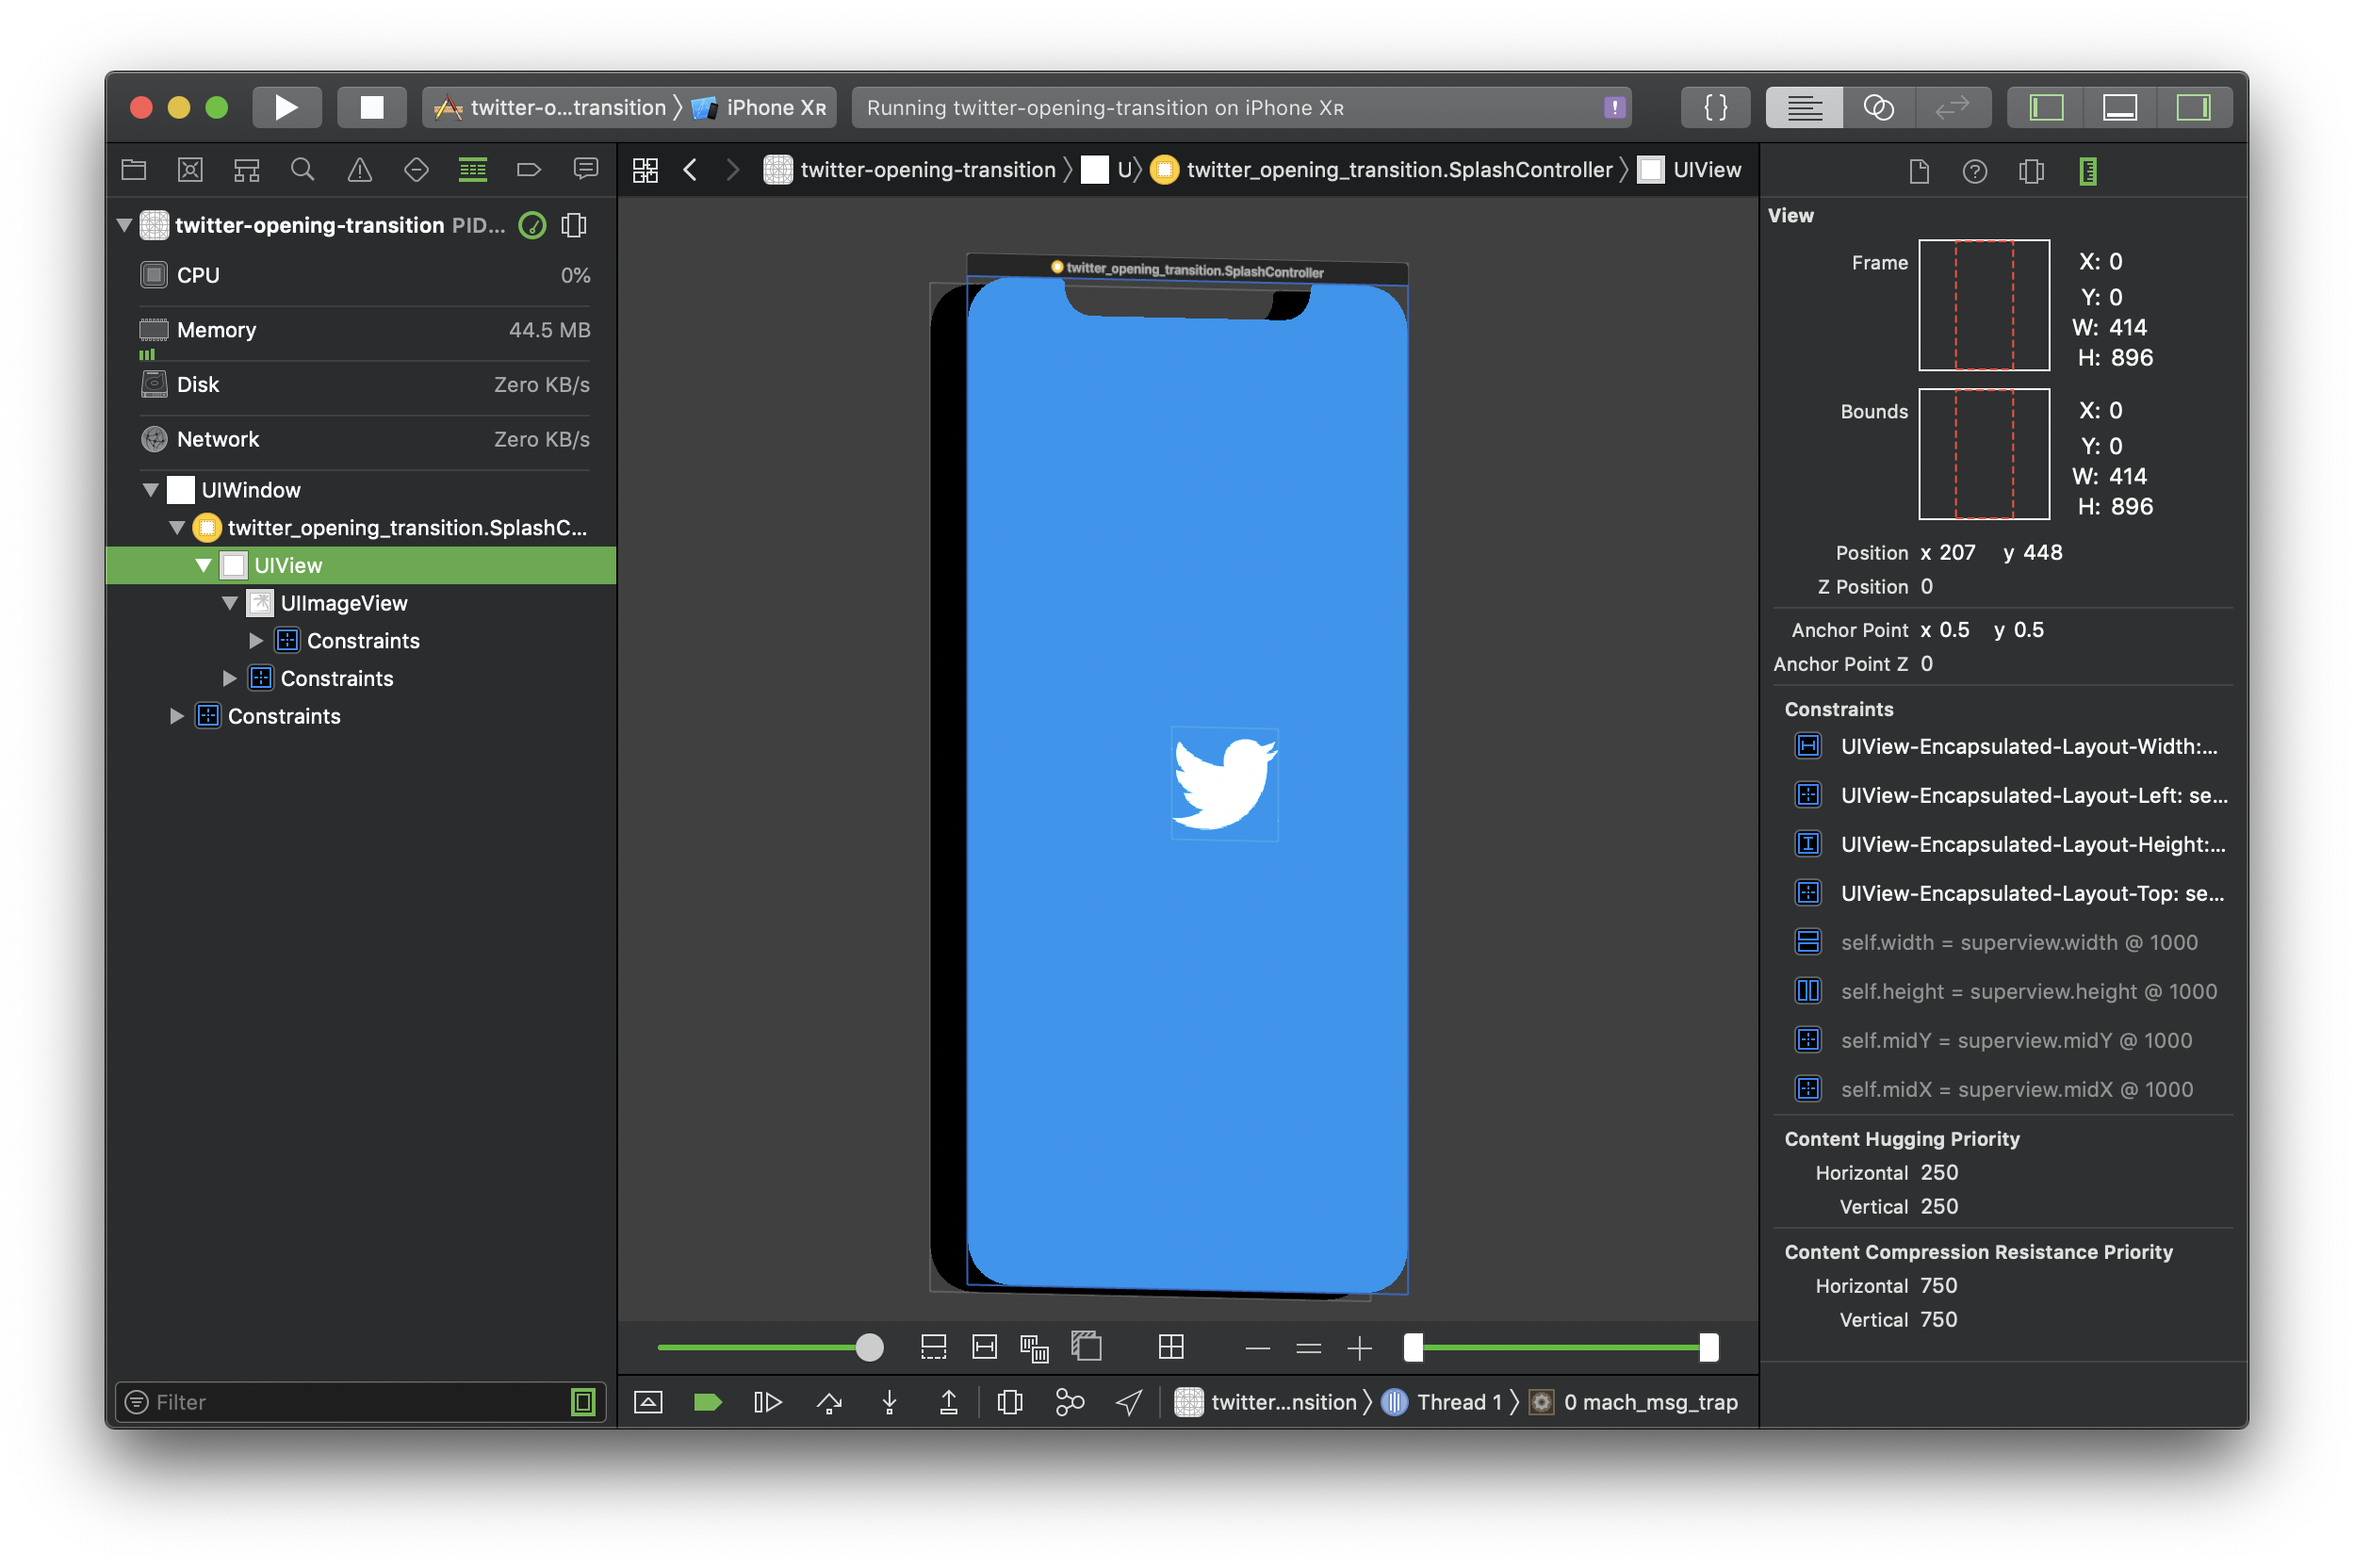 twitter-o...transition 〉 iPhone Xʀ
Running twitter-opening-transition on iPhone Xʀ
{ }
twitter-opening-transition 〉 U 〉 twitter_opening_transition.SplashController 〉 UIView
twitter-opening-transition PID...
CPU 0%
Memory 44.5 MB
Disk Zero KB/s
Network Zero KB/s
UIWindow
twitter_opening_transition.SplashC...
UIView
UIImageView
Constraints
Constraints
Constraints
Filter
twitter_opening_transition.SplashController
twitter...nsition 〉 Thread 1 〉 0 mach_msg_trap
View
Frame X: 0
Y: 0
W: 414
H: 896
Bounds X: 0
Y: 0
W: 414
H: 896
Position x 207 y 448
Z Position 0
Anchor Point x 0.5 y 0.5
Anchor Point Z 0
Constraints
UIView-Encapsulated-Layout-Width:...
UIView-Encapsulated-Layout-Left: se...
UIView-Encapsulated-Layout-Height:...
UIView-Encapsulated-Layout-Top: se...
self.width = superview.width @ 1000
self.height = superview.height @ 1000
self.midY = superview.midY @ 1000
self.midX = superview.midX @ 1000
Content Hugging Priority
Horizontal 250
Vertical 250
Content Compression Resistance Priority
Horizontal 750
Vertical 750